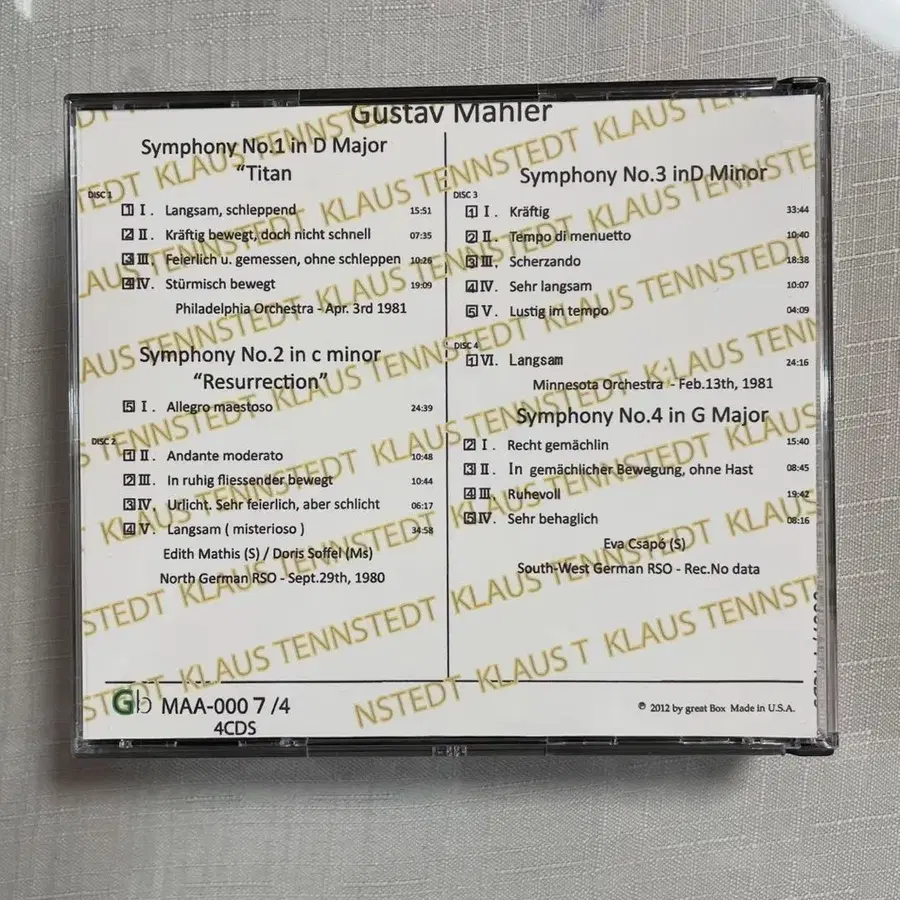 Gustav Mahler
Symphony No.1 in D Major
"Titan
DISC 1
1 I. Langsam, schleppend 15:51
2 II. Kräftig bewegt, doch nicht schnell 07:35
3 III. Feierlich u. gemessen, ohne schleppen 10:26
4 IV. Stürmisch bewegt 19:09
Philadelphia Orchestra - Apr. 3rd 1981
Symphony No.2 in c minor
"Resurrection"
5 I. Allegro maestoso 24:39
DISC 2
1 II. Andante moderato 10:48
2 III. In ruhig fliessender bewegt 10:44
3 IV. Urlicht. Sehr feierlich, aber schlicht 06:17
4 V. Langsam ( misterioso ) 34:58
Edith Mathis (S) / Doris Soffel (Ms)
North German RSO - Sept.29th, 1980
Symphony No.3 inD Minor
DISC 3
1 I. Kräftig 33:44
2 II. Tempo di menuetto 10:40
3 III. Scherzando 18:38
4 IV. Sehr langsam 10:07
5 V. Lustig im tempo 04:09
DISC 4
1 VI. Langsam 24:16
Minnesota Orchestra - Feb.13th, 1981
Symphony No.4 in G Major
2 I. Recht gemächlin 15:40
3 II. In gemächlicher Bewegung, ohne Hast 08:45
4 III. Ruhevoll 19:42
5 IV. Sehr behaglich 08:16
Eva Csapó (S)
South-West German RSO - Rec.No data
KLAUS TENNSTEDT KLAUS TENNSTEDT
Gb MAA-000 7 /4
4CDS
℗ 2012 by great Box Made in U.S.A.